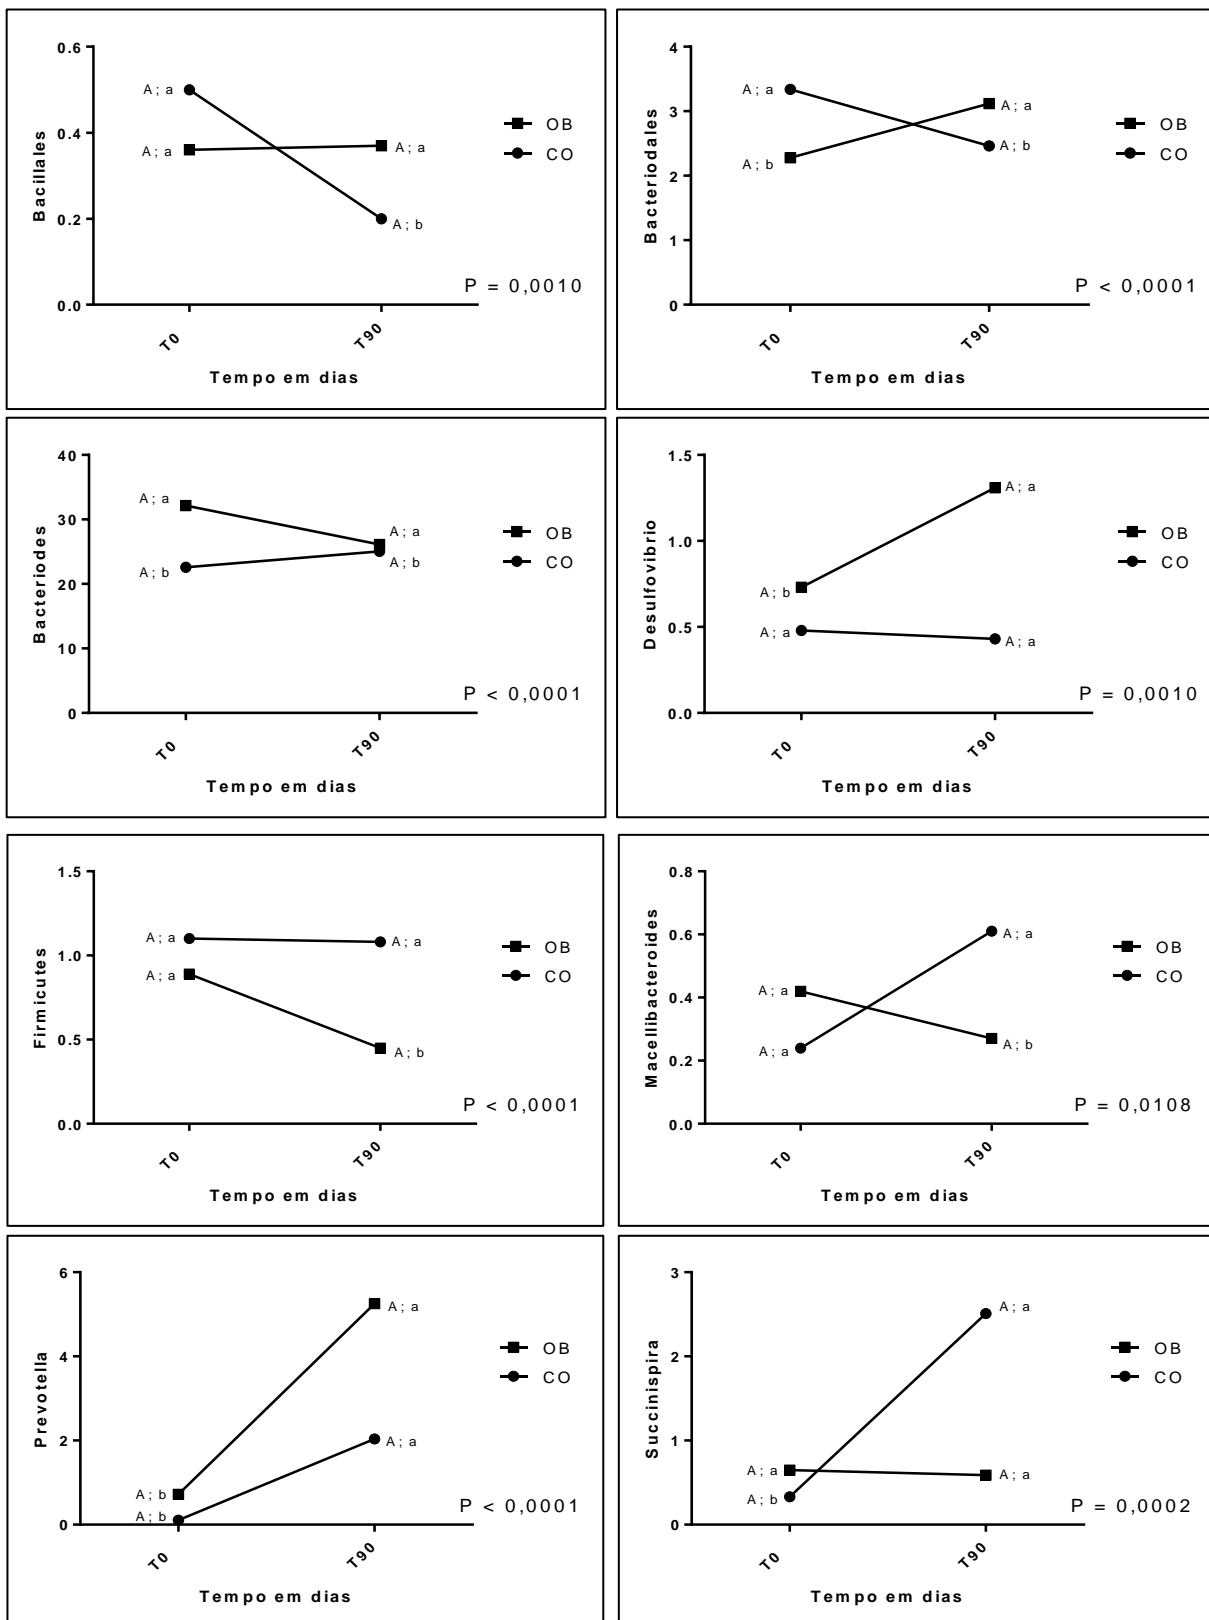 Bacillales
0.6
0.4
0.2
0.0
A; a
A; a
A; a
A; b
OB
CO
P = 0,0010
T0
T90
Tempo em dias
Bacteriodales
4
3
2
1
0
A; a
A; b
A; a
A; b
OB
CO
P < 0,0001
T0
T90
Tempo em dias
Bacteriodes
40
30
20
10
0
A; a
A; b
A; a
A; b
OB
CO
P < 0,0001
T0
T90
Tempo em dias
Desulfovibrio
1.5
1.0
0.5
0.0
A; b
A; a
A; a
A; a
OB
CO
P = 0,0010
T0
T90
Tempo em dias
Firmicutes
1.5
1.0
0.5
0.0
A; a
A; a
A; a
A; b
OB
CO
P < 0,0001
T0
T90
Tempo em dias
Macellibacteroides
0.8
0.6
0.4
0.2
0.0
A; a
A; a
A; a
A; b
OB
CO
P = 0,0108
T0
T90
Tempo em dias
Prevotella
6
4
2
0
A; b
A; b
A; a
A; a
OB
CO
P < 0,0001
T0
T90
Tempo em dias
Succinispira
3
2
1
0
A; a
A; b
A; a
A; a
OB
CO
P = 0,0002
T0
T90
Tempo em dias